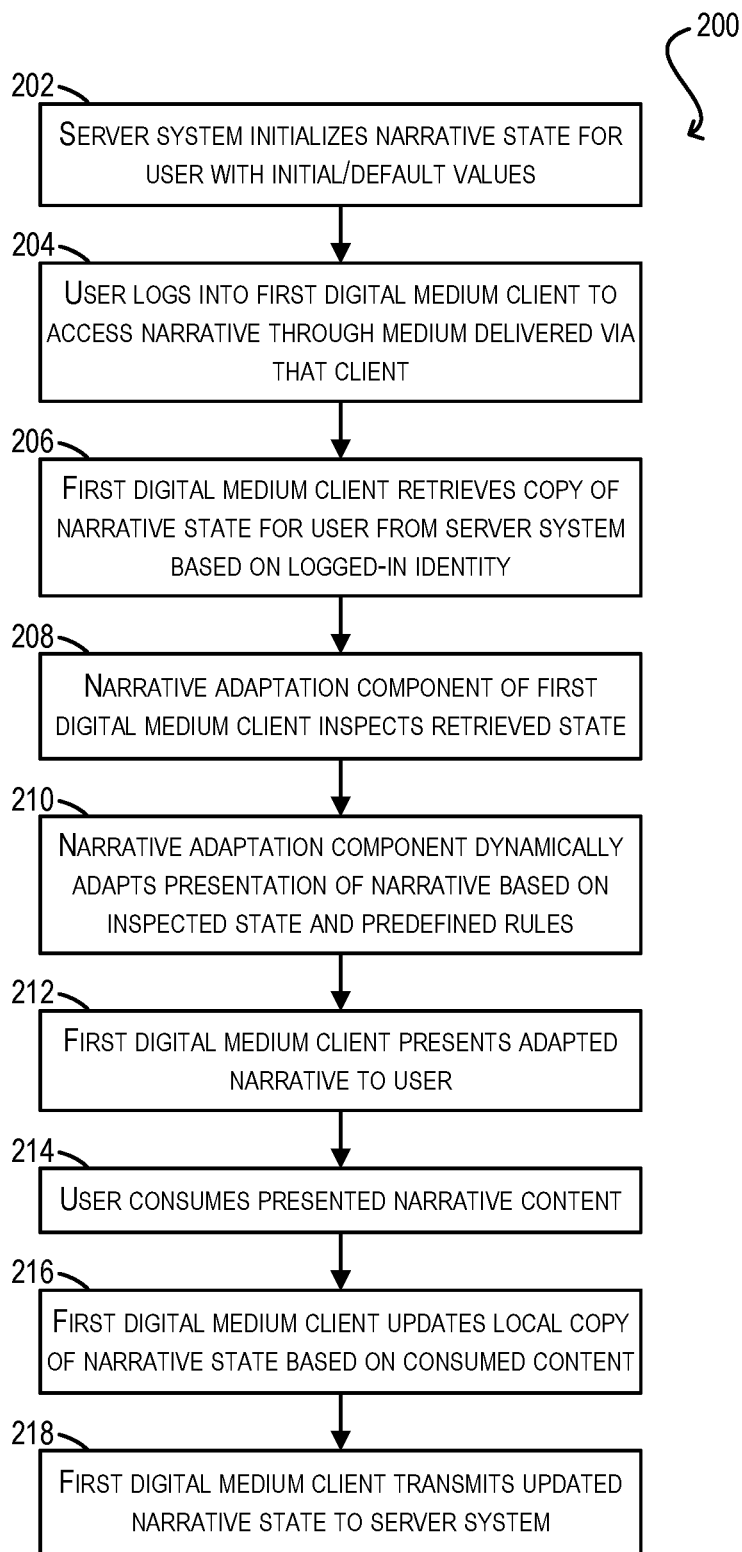 200
202
Server system initializes narrative state for
user with initial/default values
204
User logs into first digital medium client to
access narrative through medium delivered via
that client
206
First digital medium client retrieves copy of
narrative state for user from server system
based on logged-in identity
208
Narrative adaptation component of first
digital medium client inspects retrieved state
210
Narrative adaptation component dynamically
adapts presentation of narrative based on
inspected state and predefined rules
212
First digital medium client presents adapted
narrative to user
214
User consumes presented narrative content
216
First digital medium client updates local copy
of narrative state based on consumed content
218
First digital medium client transmits updated
narrative state to server system